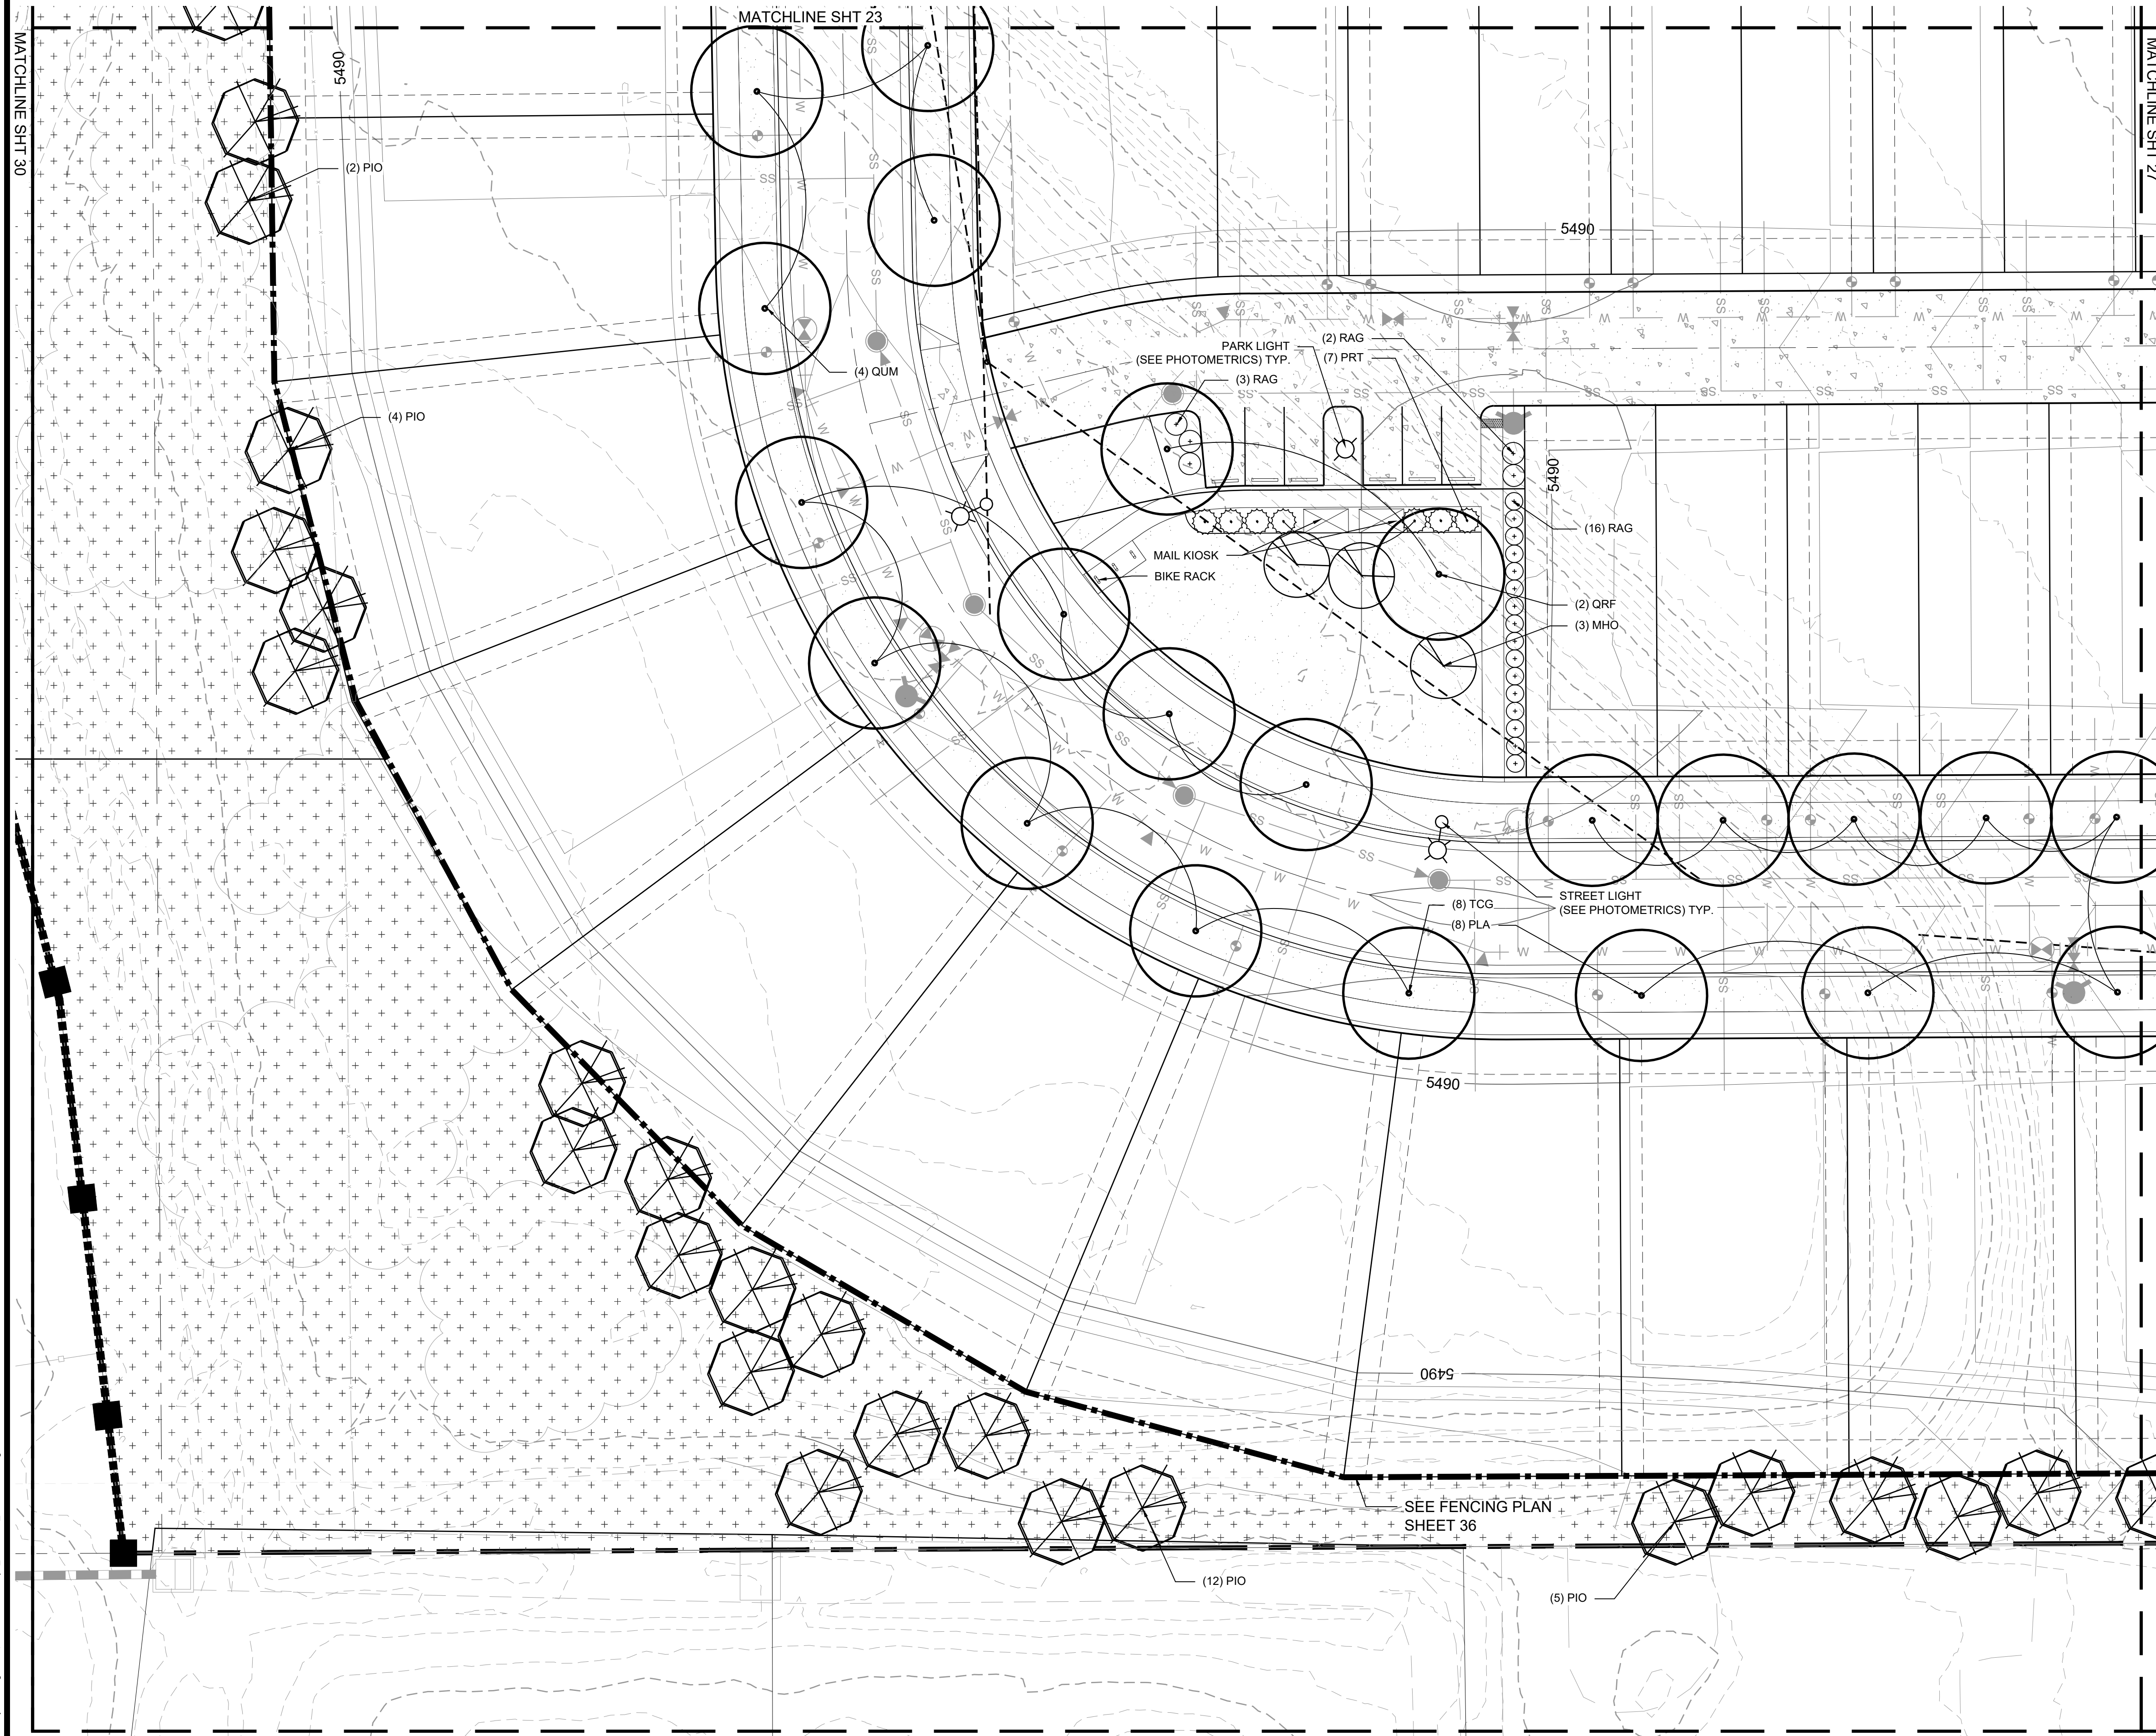 MATCHLINE SHT 23
MATCHLINE SHT 30
MATCHLINE SHT 27
5490
(2) PIO
5490
(2) RAG
PARK LIGHT
(SEE PHOTOMETRICS) TYP.
(7) PRT
(4) QUM
(3) RAG
(4) PIO
5490
(16) RAG
MAIL KIOSK
BIKE RACK
(2) QRF
(3) MHO
STREET LIGHT
(SEE PHOTOMETRICS) TYP.
(8) TCG
(8) PLA
5490
5490
SEE FENCING PLAN
SHEET 36
(12) PIO
(5) PIO